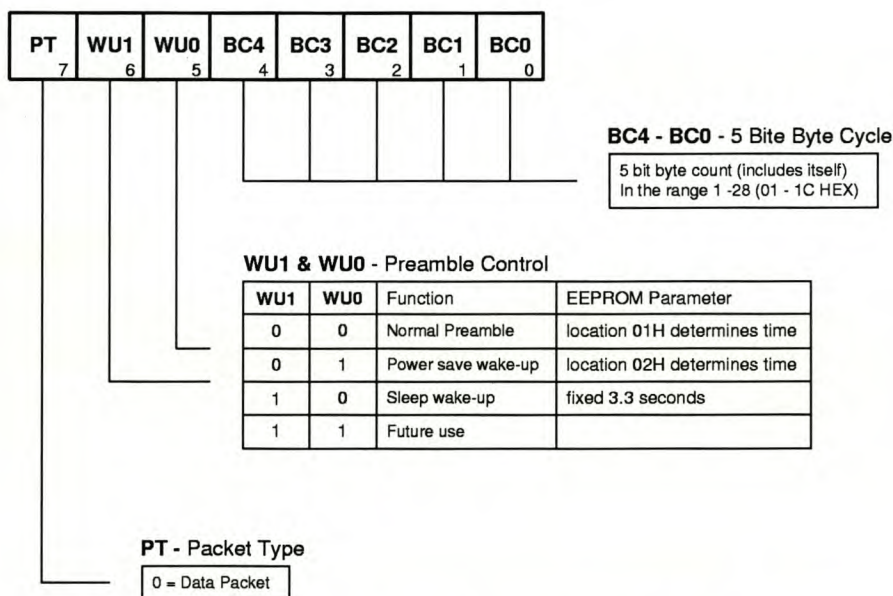 PT WU1 WU0 BC4 BC3 BC2 BC1 BC0
7 6 5 4 3 2 1 0
BC4 - BC0 - 5 Bite Byte Cycle
5 bit byte count (includes itself)
In the range 1 -28 (01 - 1C HEX)
WU1 & WU0 - Preamble Control
WU1 WU0 Function EEPROM Parameter
0 0 Normal Preamble location 01H determines time
0 1 Power save wake-up location 02H determines time
1 0 Sleep wake-up fixed 3.3 seconds
1 1 Future use
PT - Packet Type
0 = Data Packet